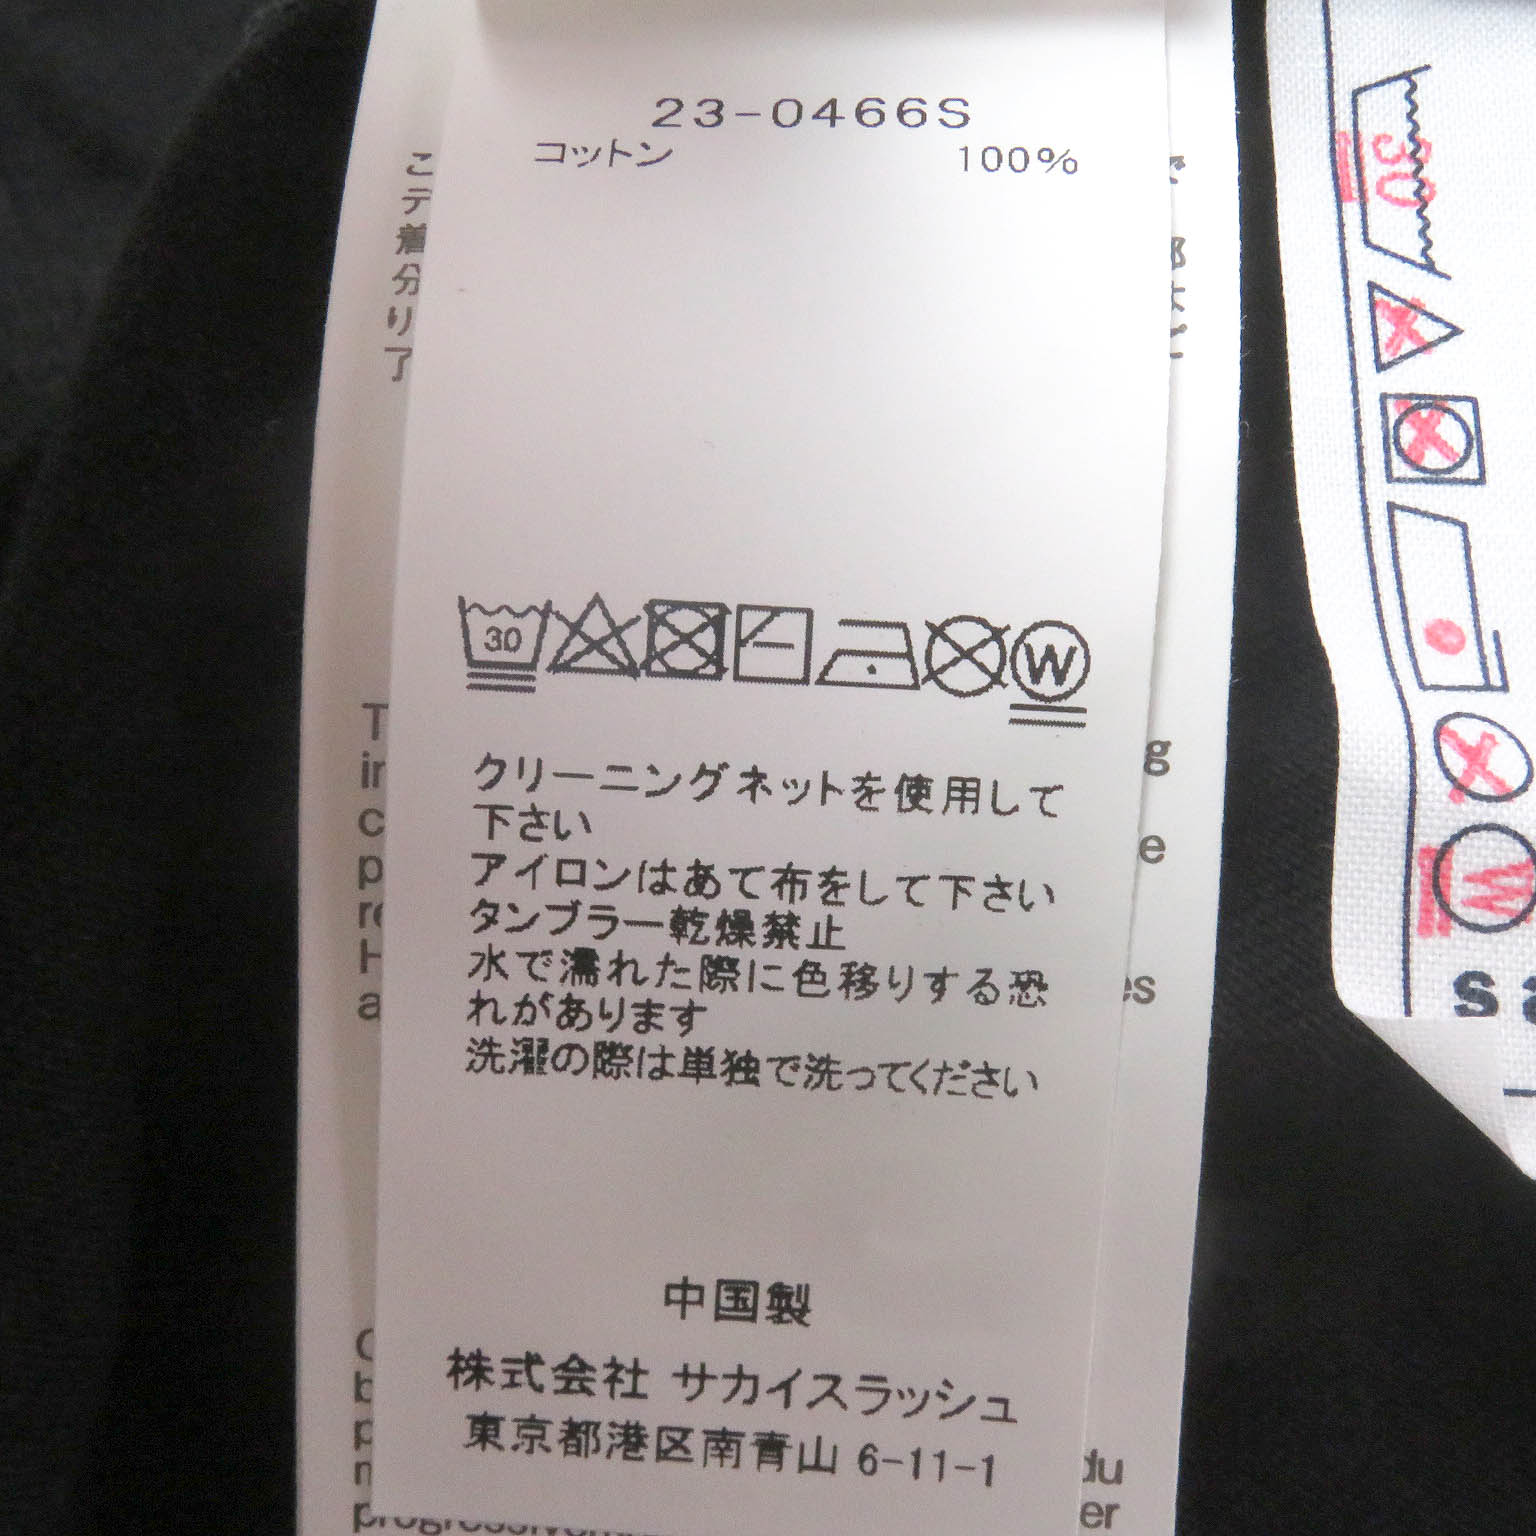 23-0466S
コットン 100%
30
W
クリーニングネットを使用して
下さい
アイロンはあて布をして下さい
タンブラー乾燥禁止
水で濡れた際に色移りする恐
れがあります
洗濯の際は単独で洗ってください
中国製
株式会社 サカイスラッシュ
東京都港区南青山 6-11-1
30
W